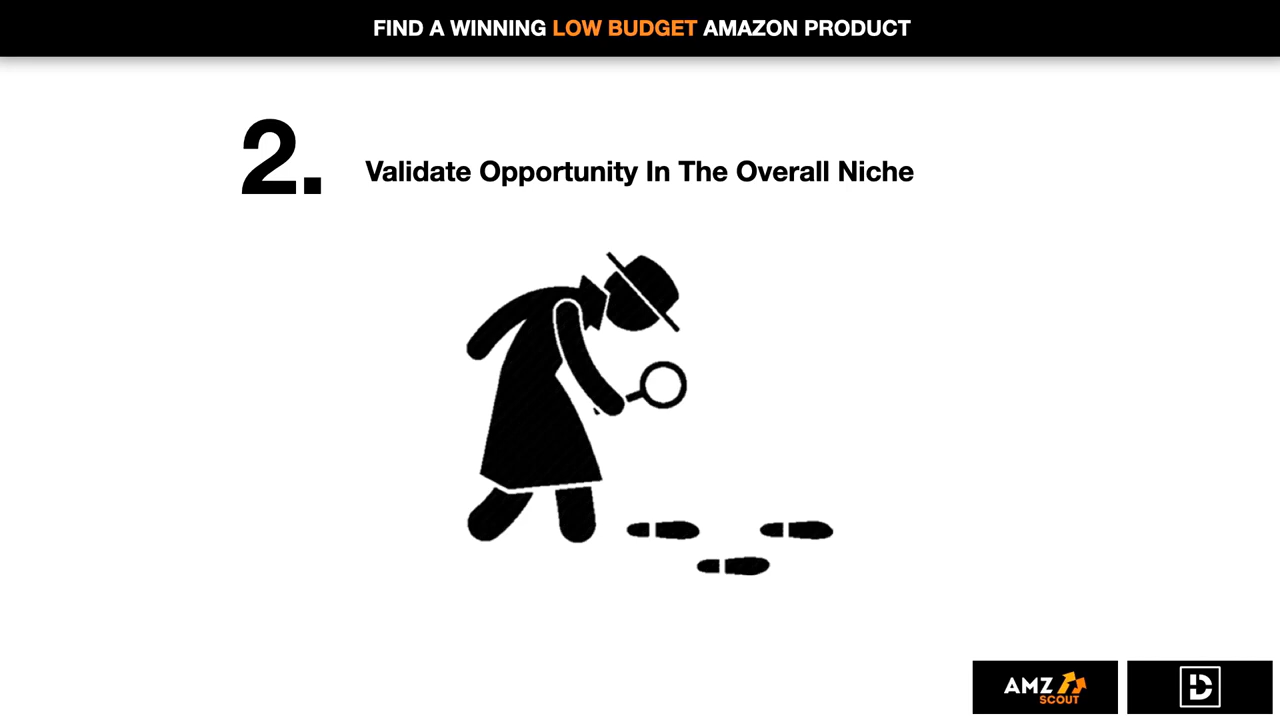 FIND A WINNING LOW BUDGET AMAZON PRODUCT
2. Validate Opportunity In The Overall Niche
AMZ
SCOUT